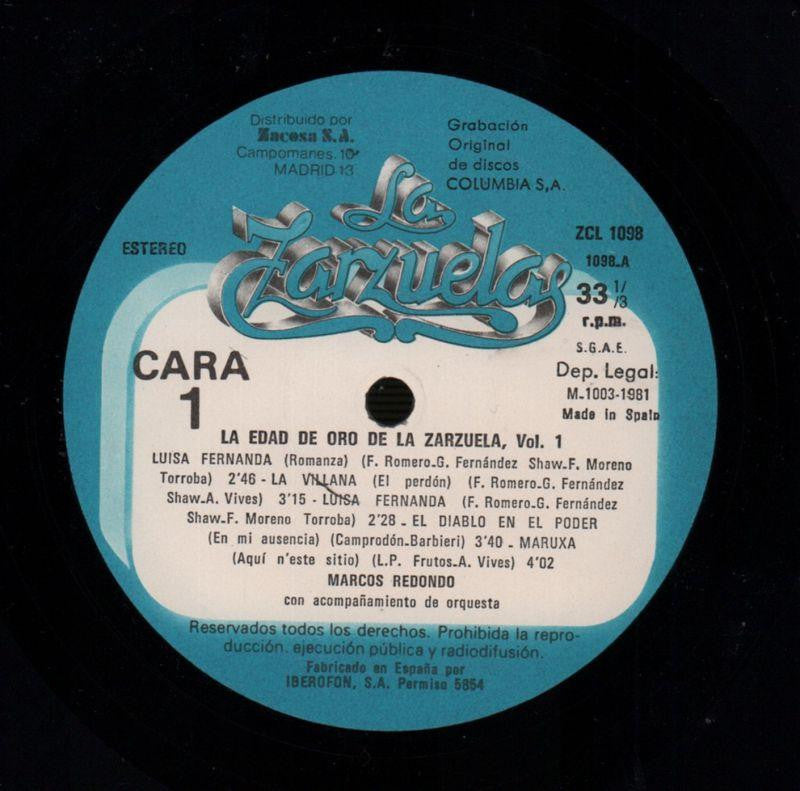 Distribuido por
Zacosa S.A.
Campomanes. 10
MADRID 13
Grabación
Original
de discos
COLUMBIA S,A.
La
Zarzuela
ESTEREO
ZCL 1098
1098-A
33 1/3
r.p.m.
S.G.A.E.
Dep. Legal:
M-1003-1981
Made in Spain
CARA
1
LA EDAD DE ORO DE LA ZARZUELA, Vol. 1
LUISA FERNANDA (Romanza) (F. Romero-G. Fernández Shaw-F. Moreno
Torroba) 2'46 - LA VILLANA (El perdón) (F. Romero-G. Fernández
Shaw-A. Vives) 3'15 - LUISA FERNANDA (F. Romero-G. Fernández
Shaw-F. Moreno Torroba) 2'28 - EL DIABLO EN EL PODER
(En mi ausencia) (Camprodón-Barbieri) 3'40 - MARUXA
(Aquí n'este sitio) (L.P. Frutos-A. Vives) 4'02
MARCOS REDONDO
con acompañamiento de orquesta
Reservados todos los derechos. Prohibida la repro-
ducción. ejecución pública y radiodifusión.
Fabricado en España por
IBEROFON, S.A. Permiso 5854